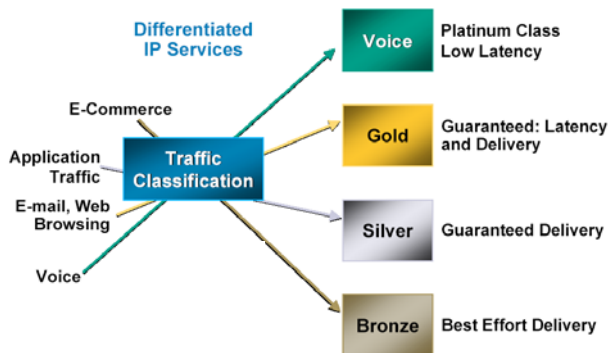 Differentiated
IP Services
E-Commerce
Application
Traffic
E-mail, Web
Browsing
Voice
Traffic
Classification
Voice
Platinum Class
Low Latency
Gold
Guaranteed: Latency
and Delivery
Silver
Guaranteed Delivery
Bronze
Best Effort Delivery